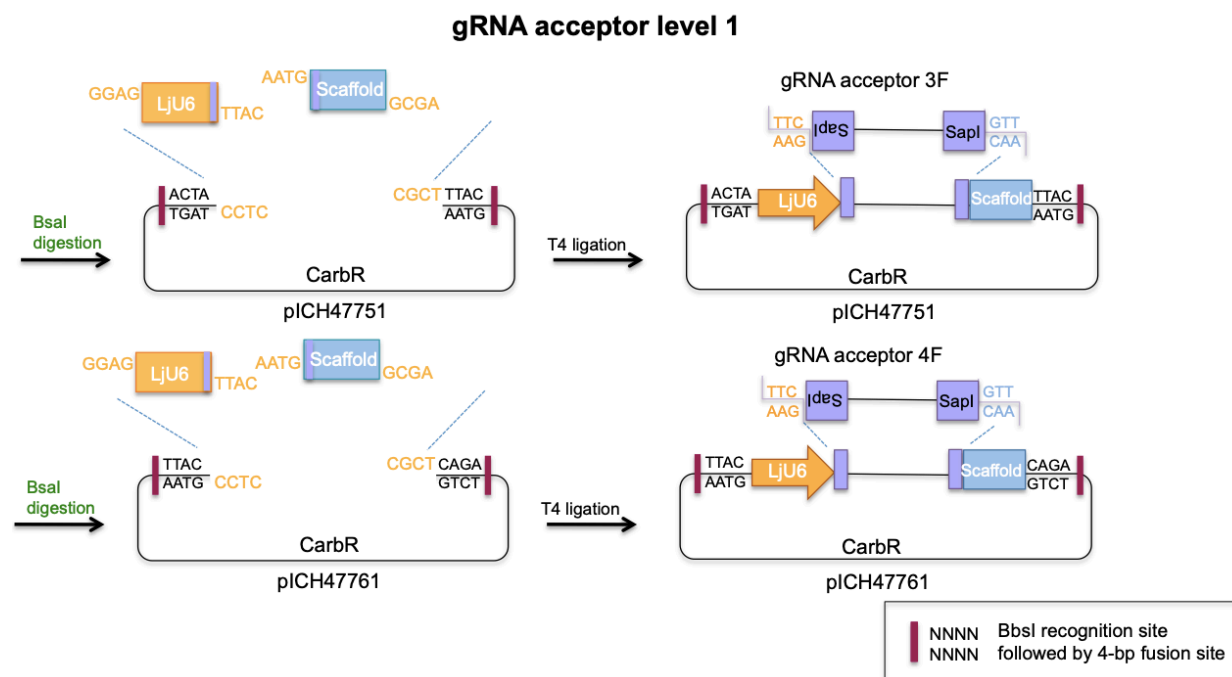 gRNA acceptor level 1
GGAG
LjU6
TTAC
AATG
Scaffold
GCGA
BsaI
digestion
ACTA
TGAT
CCTC
CGCT
TTAC
AATG
CarbR
pICH47751
T4 ligation
gRNA acceptor 3F
TTC
AAG
SapI
SapI
GTT
CAA
ACTA
TGAT
LjU6
Scaffold
TTAC
AATG
CarbR
pICH47751
GGAG
LjU6
TTAC
AATG
Scaffold
GCGA
BsaI
digestion
TTAC
AATG
CCTC
CGCT
CAGA
GTCT
CarbR
pICH47761
T4 ligation
gRNA acceptor 4F
TTC
AAG
SapI
SapI
GTT
CAA
TTAC
AATG
LjU6
Scaffold
CAGA
GTCT
CarbR
pICH47761
NNNN BbsI recognition site
NNNN followed by 4-bp fusion site